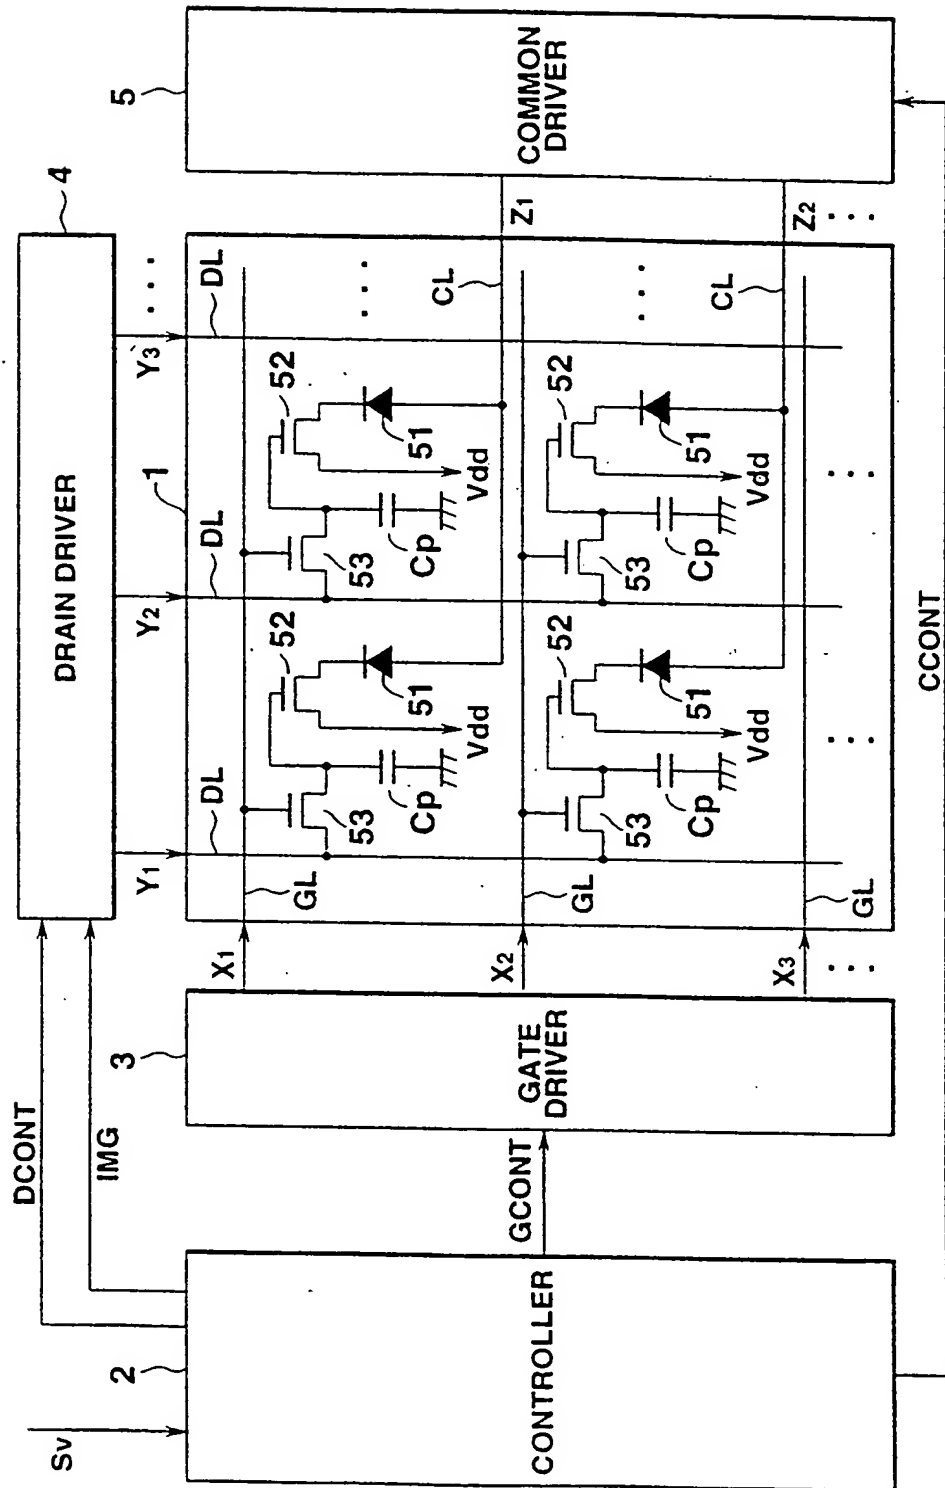 Sv
2
CONTROLLER
DCONT
IMG
GCONT
3
GATE
DRIVER
DRAIN DRIVER
4
1
5
COMMON
DRIVER
CCONT
X1
X2
X3
Y1
Y2
Y3
Z1
Z2
DL
DL
DL
GL
GL
GL
CL
CL
53
Cp
Vdd
51
52
53
Cp
Vdd
51
52
53
Cp
Vdd
51
52
53
Cp
Vdd
51
52